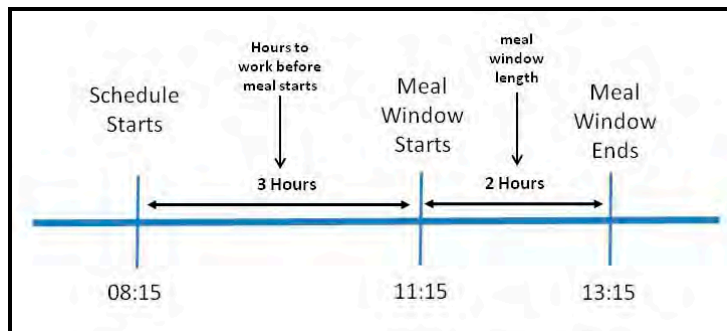 Hours to
work before
meal starts
meal
window
length
Schedule
Starts
Meal
Window
Starts
Meal
Window
Ends
3 Hours
2 Hours
08:15
11:15
13:15